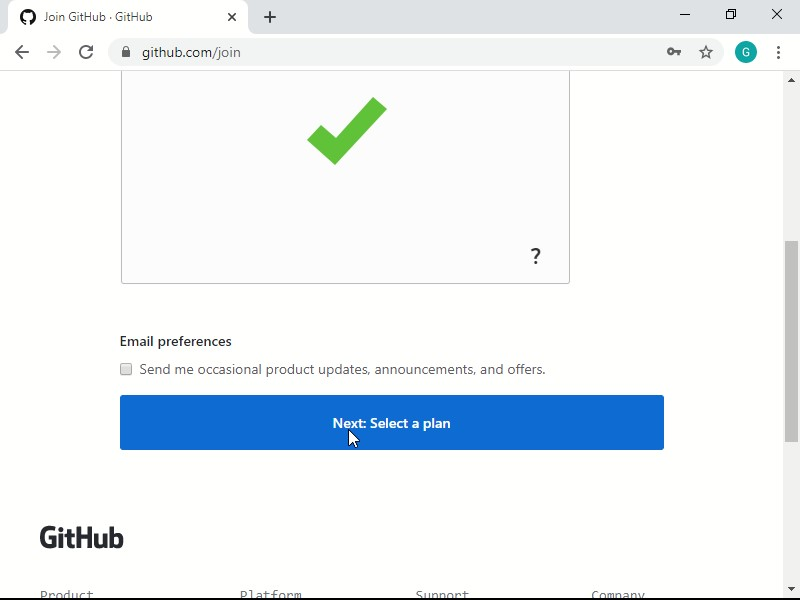 Join GitHub · GitHub
github.com/join
G
?
Email preferences
Send me occasional product updates, announcements, and offers.
Next: Select a plan
GitHub
Product Platform Support Company